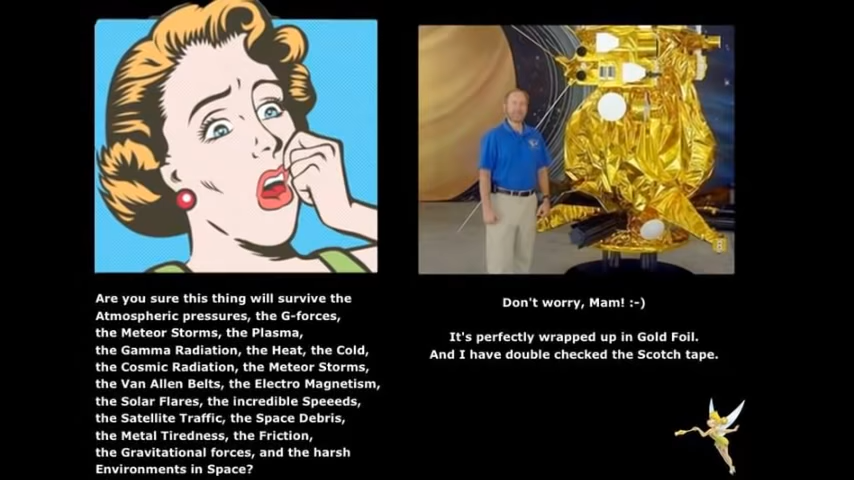 Are you sure this thing will survive the
Atmospheric pressures, the G-forces,
the Meteor Storms, the Plasma,
the Gamma Radiation, the Heat, the Cold,
the Cosmic Radiation, the Meteor Storms,
the Van Allen Belts, the Electro Magnetism,
the Solar Flares, the incredible Speeeds,
the Satellite Traffic, the Space Debris,
the Metal Tiredness, the Friction,
the Gravitational forces, and the harsh
Environments in Space?
Don't worry, Mam! :-)
It's perfectly wrapped up in Gold Foil.
And I have double checked the Scotch tape.